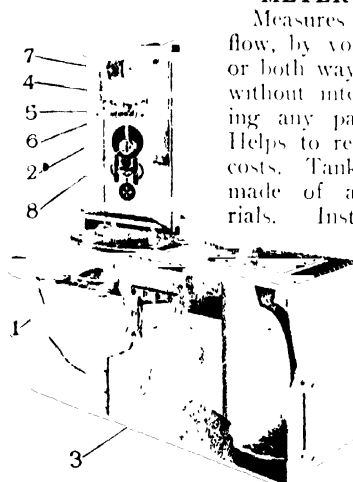 METER
Measures
flow, by vo
or both way
without inte
ing any pa
Helps to re
costs. Tank
made of a
rials. Inst
7
4
5
6
2
8
1
3